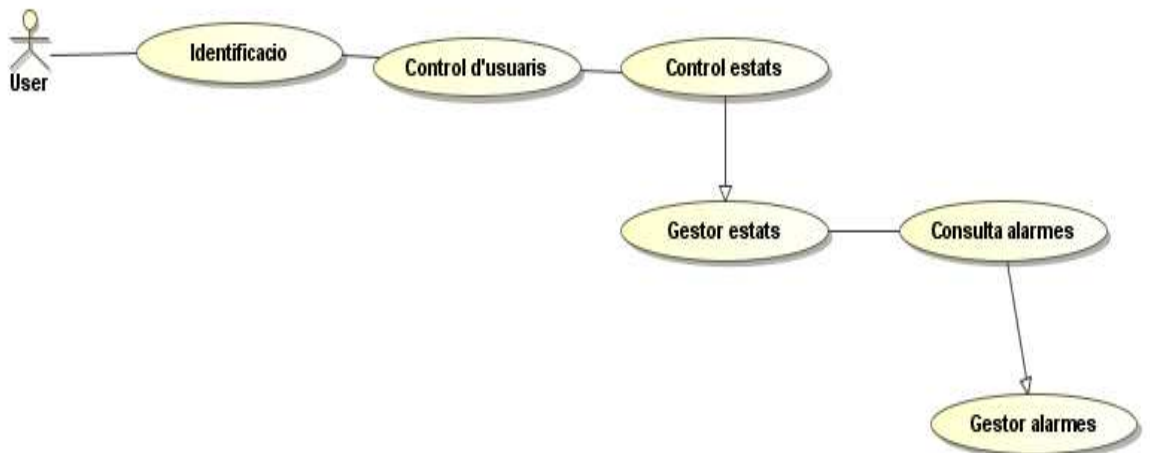 User
Identificacio
Control d'usuaris
Control estats
Gestor estats
Consulta alarmes
Gestor alarmes